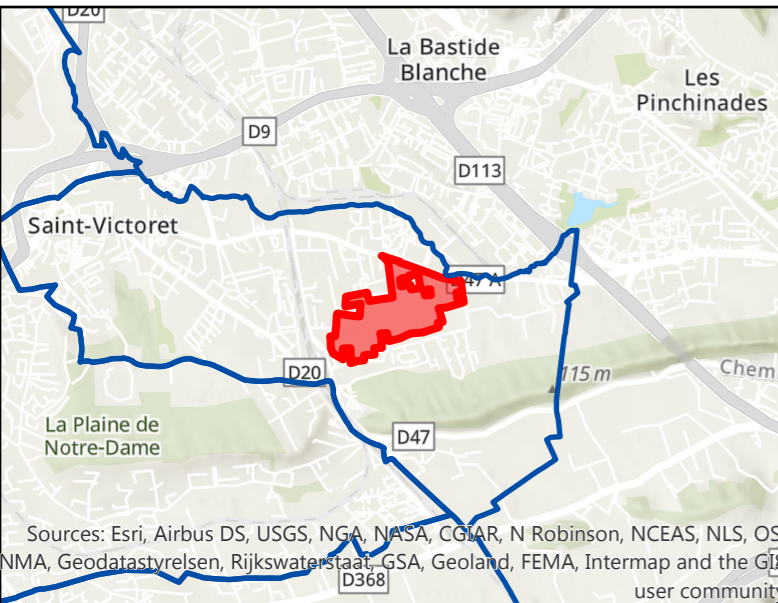 D20
La Bastide
Blanche
Les
Pinchinades
D9
D113
Saint-Victoret
47 A
D20
115 m
Chem
La Plaine de
Notre-Dame
D47
Sources: Esri, Airbus DS, USGS, NGA, NASA, CGIAR, N Robinson, NCEAS, NLS, OS
NMA, Geodatastyrelsen, Rijkswaterstaat, GSA, Geoland, FEMA, Intermap and the GIS
user community
D368